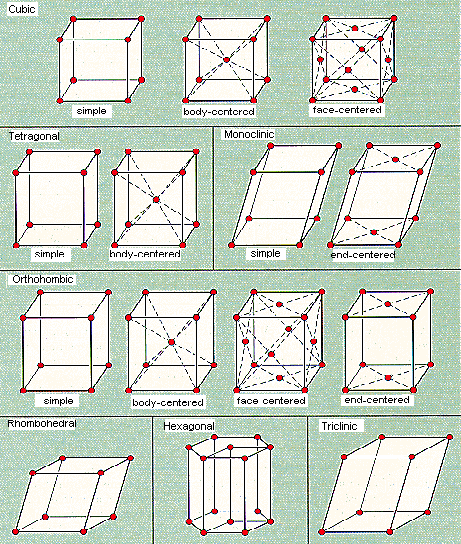 Cubic
simple
body-centered
face-centered
Tetragonal
Monoclinic
simple
body-centered
simple
end-centered
Orthohombic
simple
body-centered
face centered
end-centered
Rhombohedral
Hexagonal
Triclinic